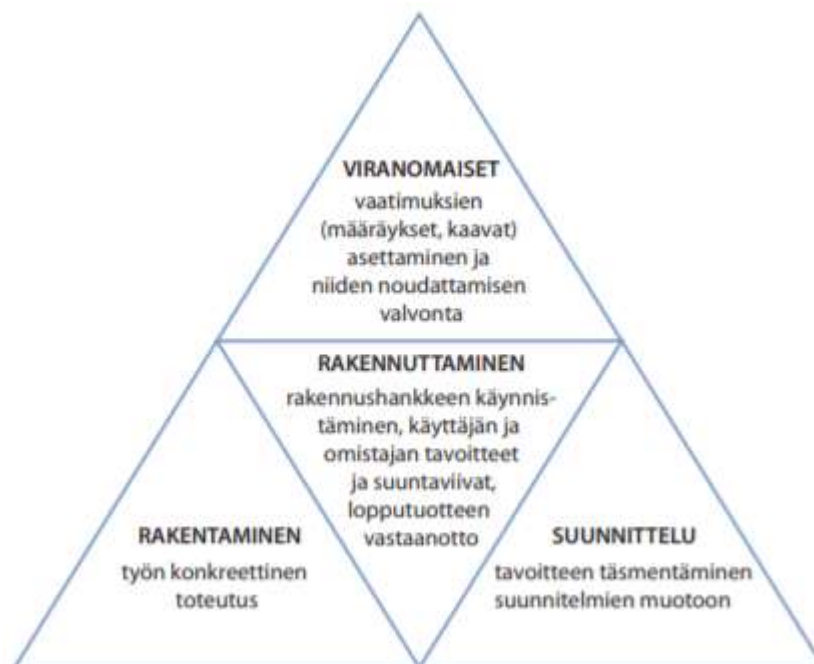 VIRANOMAISET
vaatimuksien
(määräykset, kaavat)
asettaminen ja
niiden noudattamisen
valvonta
RAKENNUTTAMINEN
rakennushankkeen käynnis-
täminen, käyttäjän ja
omistajan tavoitteet
ja suuntaviivat,
lopputuotteen
vastaanotto
RAKENTAMINEN
työn konkreettinen
toteutus
SUUNNITTELU
tavoitteen täsmentäminen
suunnitelmien muotoon